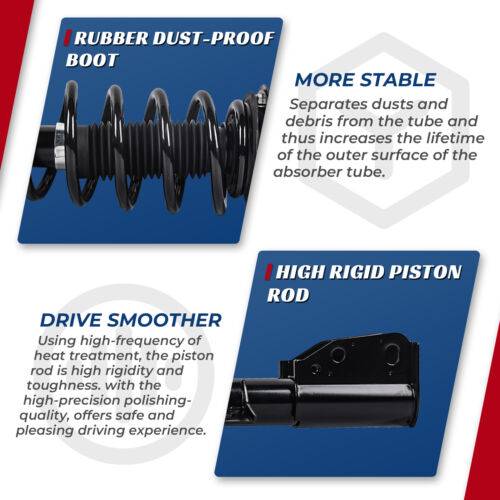 RUBBER DUST-PROOF
BOOT
MORE STABLE
Separates dusts and
debris from the tube and
thus increases the lifetime
of the outer surface of the
absorber tube.
HIGH RIGID PISTON
ROD
DRIVE SMOOTHER
Using high-frequency of
heat treatment, the piston
rod is high rigidity and
toughness. with the
high-precision polishing-
quality, offers safe and
pleasing driving experience.